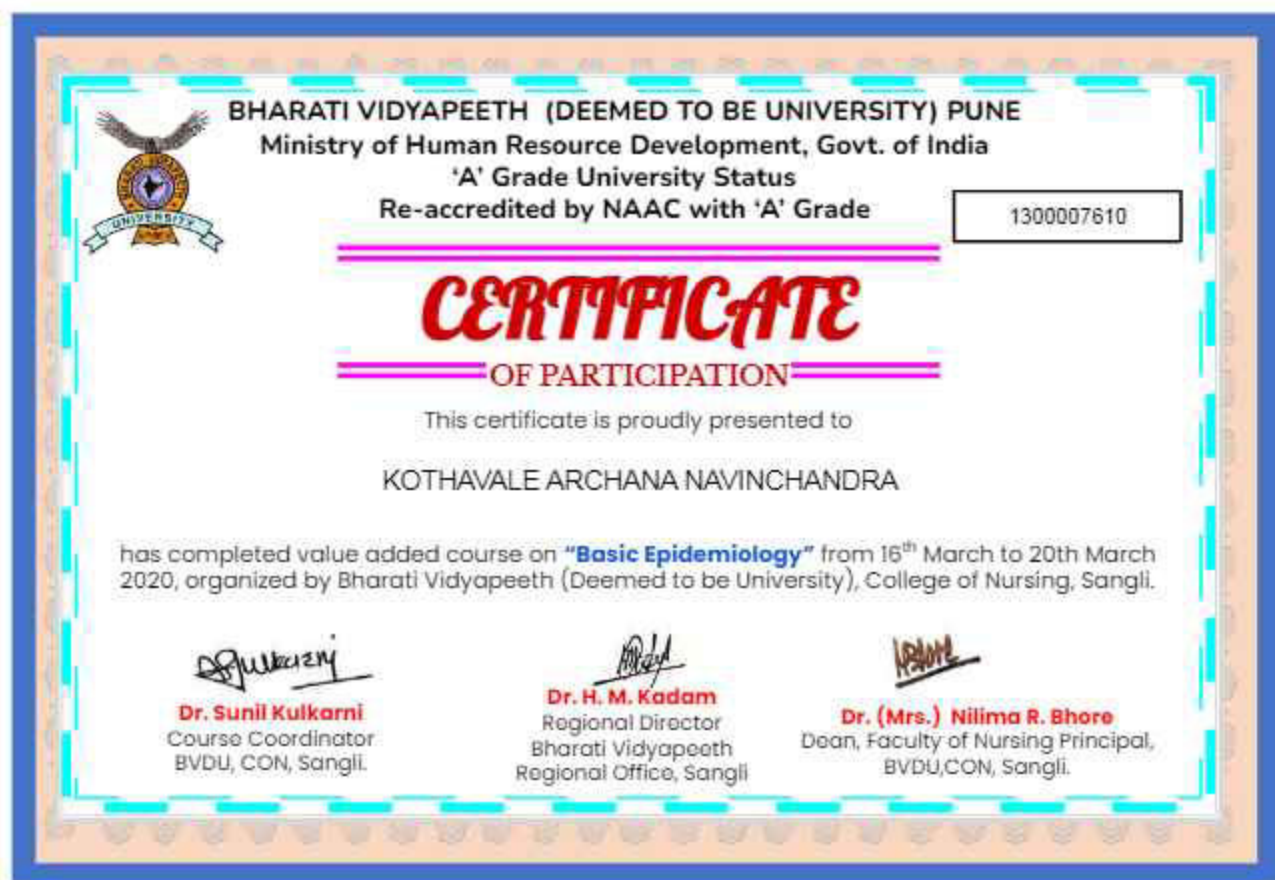 BHARATI VIDYAPEETH (DEEMED TO BE UNIVERSITY) PUNE
Ministry of Human Resource Development, Govt. of India
‘A’ Grade University Status
Re-accredited by NAAC with ‘A’ Grade
1300007610
BHARATI VIDYAPEETH
UNIVERSITY
CERTIFICATE
OF PARTICIPATION
This certificate is proudly presented to
KOTHAVALE ARCHANA NAVINCHANDRA
has completed value added course on "Basic Epidemiology" from 16th March to 20th March
2020, organized by Bharati Vidyapeeth (Deemed to be University), College of Nursing, Sangli.
Dr. Sunil Kulkarni
Course Coordinator
BVDU, CON, Sangli.
Dr. H. M. Kadam
Regional Director
Bharati Vidyapeeth
Regional Office, Sangli
Dr. (Mrs.) Nilima R. Bhore
Dean, Faculty of Nursing Principal,
BVDU,CON, Sangli.